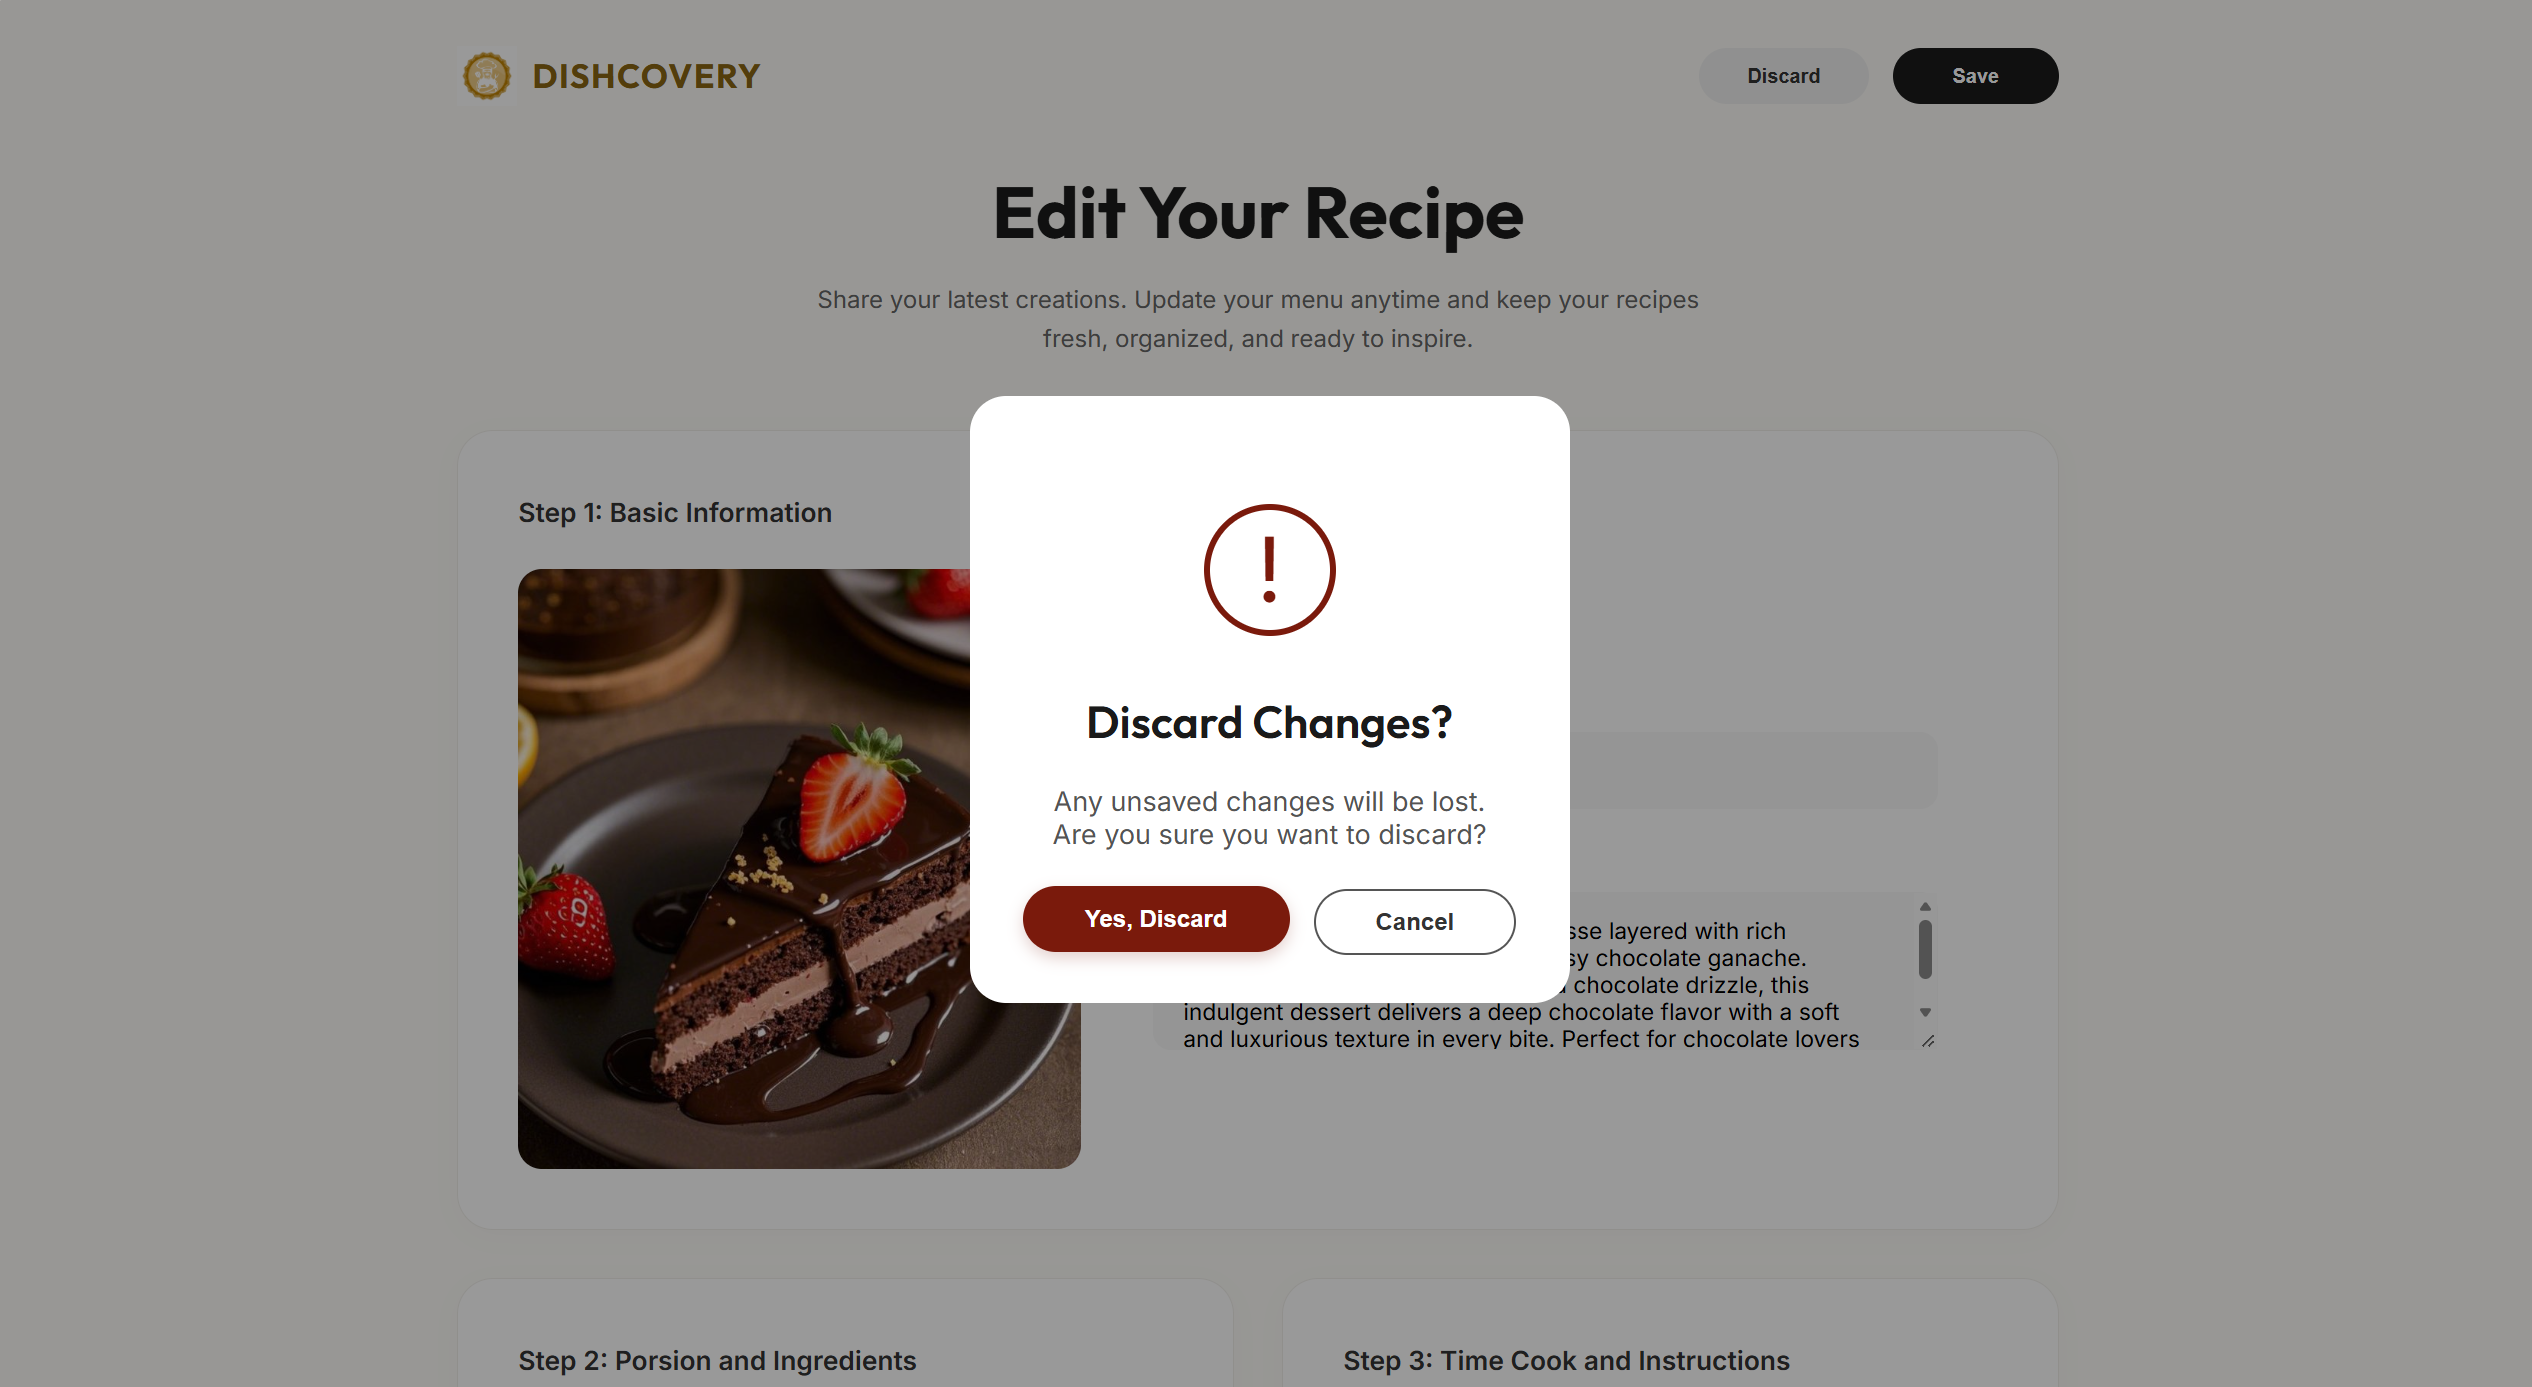 DISHCOVERY
Discard
Save
Edit Your Recipe
Share your latest creations. Update your menu anytime and keep your recipes
fresh, organized, and ready to inspire.
Step 1: Basic Information
!
Discard Changes?
Any unsaved changes will be lost.
Are you sure you want to discard?
Yes, Discard
Cancel
layered with rich
chocolate ganache.
chocolate drizzle, this
indulgent dessert delivers a deep chocolate flavor with a soft
and luxurious texture in every bite. Perfect for chocolate lovers
Step 2: Porsion and Ingredients
Step 3: Time Cook and Instructions